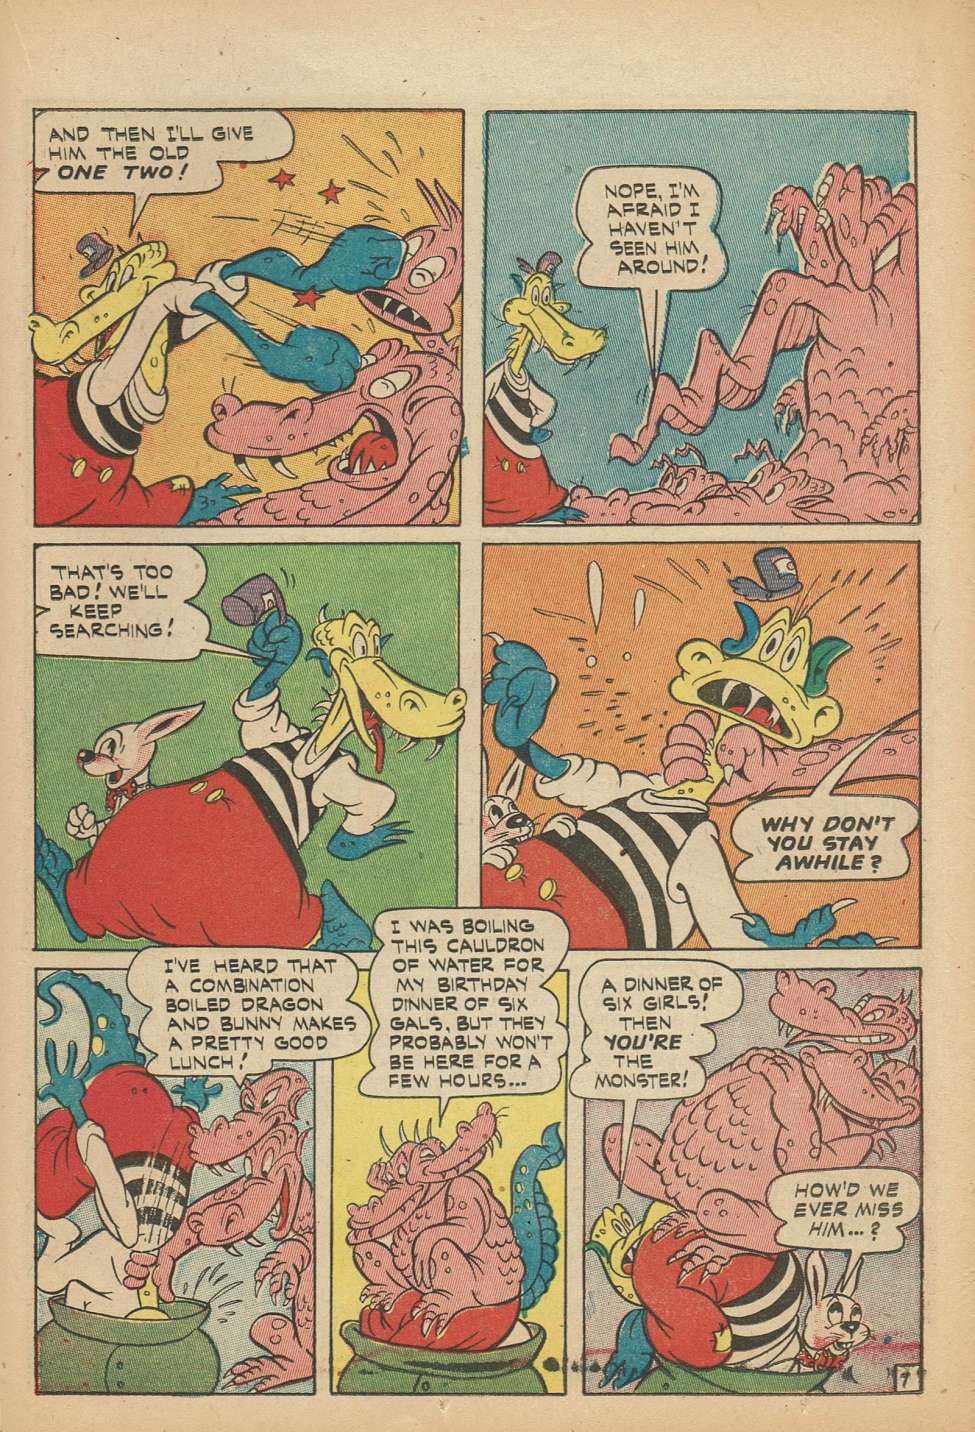 AND THEN I'LL GIVE
HIM THE OLD
ONE TWO!
NOPE, I'M
AFRAID I
HAVEN'T
SEEN HIM
AROUND!
THAT'S TOO
BAD! WE'LL
KEEP
SEARCHING!
WHY DON'T
YOU STAY
AWHILE?
I'VE HEARD THAT
A COMBINATION
BOILED DRAGON
AND BUNNY MAKES
A PRETTY GOOD
LUNCH!
I WAS BOILING
THIS CAULDRON
OF WATER FOR
MY BIRTHDAY
DINNER OF SIX
GALS, BUT THEY
PROBABLY WON'T
BE HERE FOR A
FEW HOURS...
A DINNER OF
SIX GIRLS!
THEN
YOU'RE
THE
MONSTER!
HOW'D WE
EVER MISS
HIM...?
9